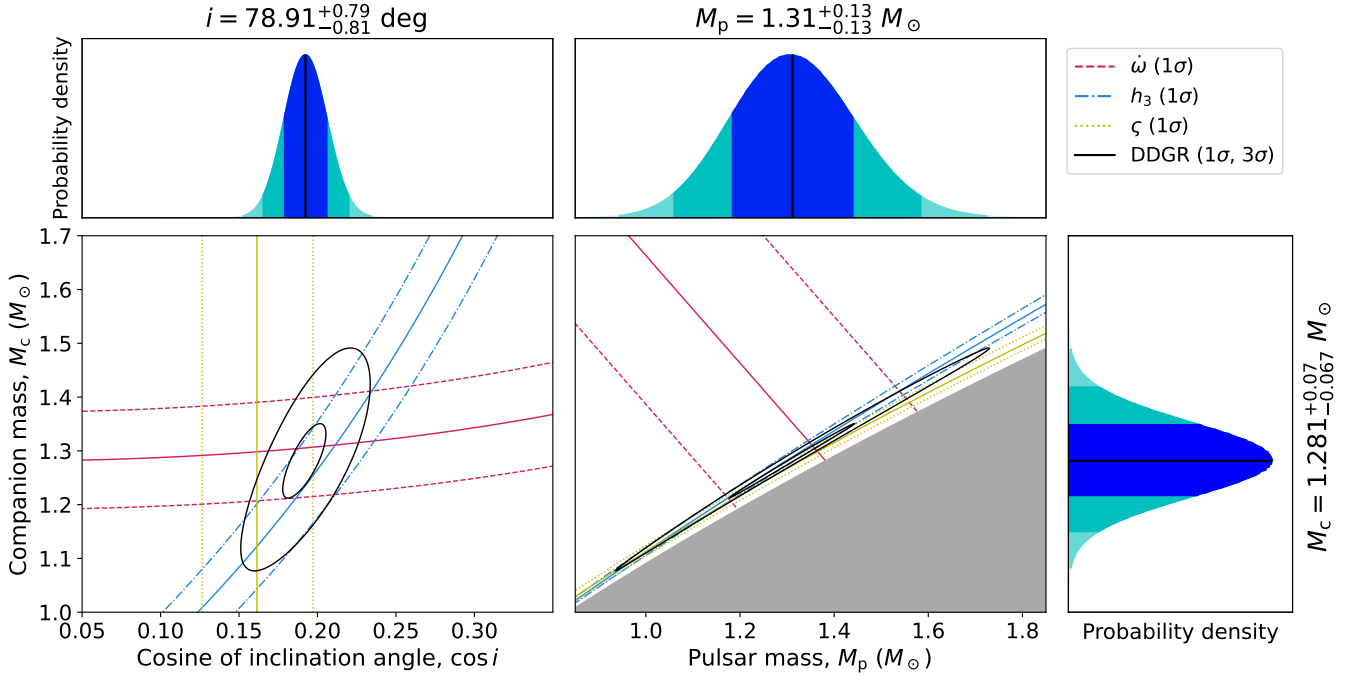 i = 78.91 +0.79 −0.81 deg
M_p = 1.31 +0.13 −0.13 M_⊙
Probability density
ω̇ (1σ)
h_3 (1σ)
ς (1σ)
DDGR (1σ, 3σ)
Companion mass, M_c (M_⊙)
1.7
1.6
1.5
1.4
1.3
1.2
1.1
1.0
0.05
0.10
0.15
0.20
0.25
0.30
Cosine of inclination angle, cos i
1.0
1.2
1.4
1.6
1.8
Pulsar mass, M_p (M_⊙)
Probability density
M_c = 1.281 +0.07 −0.067 M_⊙